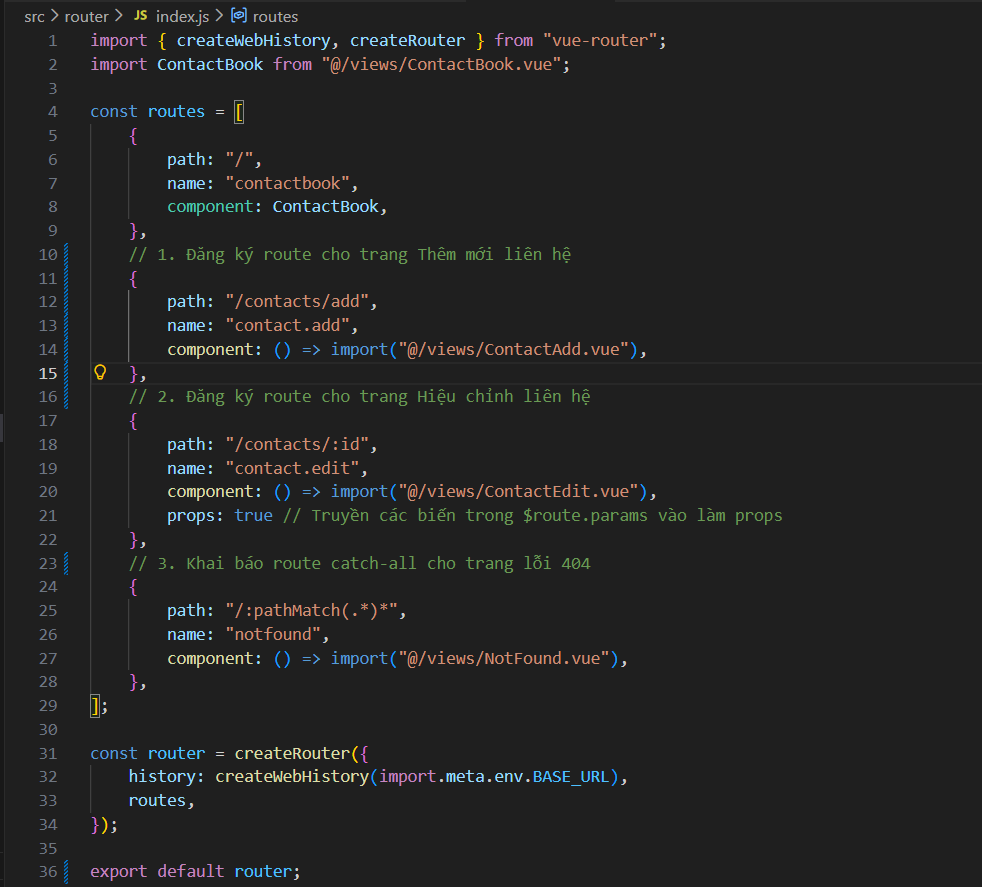 src > router > JS index.js > routes
1 import { createWebHistory, createRouter } from "vue-router";
2 import ContactBook from "@/views/ContactBook.vue";
3
4 const routes = [
5     {
6         path: "/",
7         name: "contactbook",
8         component: ContactBook,
9     },
10     // 1. Đăng ký route cho trang Thêm mới liên hệ
11     {
12         path: "/contacts/add",
13         name: "contact.add",
14         component: () => import("@/views/ContactAdd.vue"),
15     },
16     // 2. Đăng ký route cho trang Hiệu chỉnh liên hệ
17     {
18         path: "/contacts/:id",
19         name: "contact.edit",
20         component: () => import("@/views/ContactEdit.vue"),
21         props: true // Truyền các biến trong $route.params vào làm props
22     },
23     // 3. Khai báo route catch-all cho trang lỗi 404
24     {
25         path: "/:pathMatch(.*)*",
26         name: "notfound",
27         component: () => import("@/views/NotFound.vue"),
28     },
29 ];
30
31 const router = createRouter({
32     history: createWebHistory(import.meta.env.BASE_URL),
33     routes,
34 });
35
36 export default router;